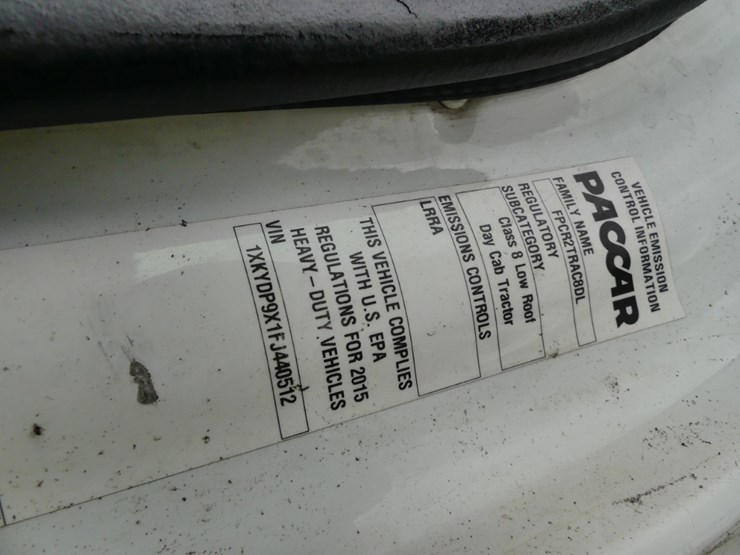 VEHICLE EMISSION
CONTROL INFORMATION
PACCAR
FAMILY NAME
FPCR2TRAC8DL
REGULATORY
SUBCATEGORY
Class 8 Low Roof
Day Cab Tractor
EMISSIONS CONTROLS
LRRA
THIS VEHICLE COMPLIES
WITH U.S. EPA
REGULATIONS FOR 2015
HEAVY-DUTY VEHICLES
VIN
1XKYDP9X1FJ440512